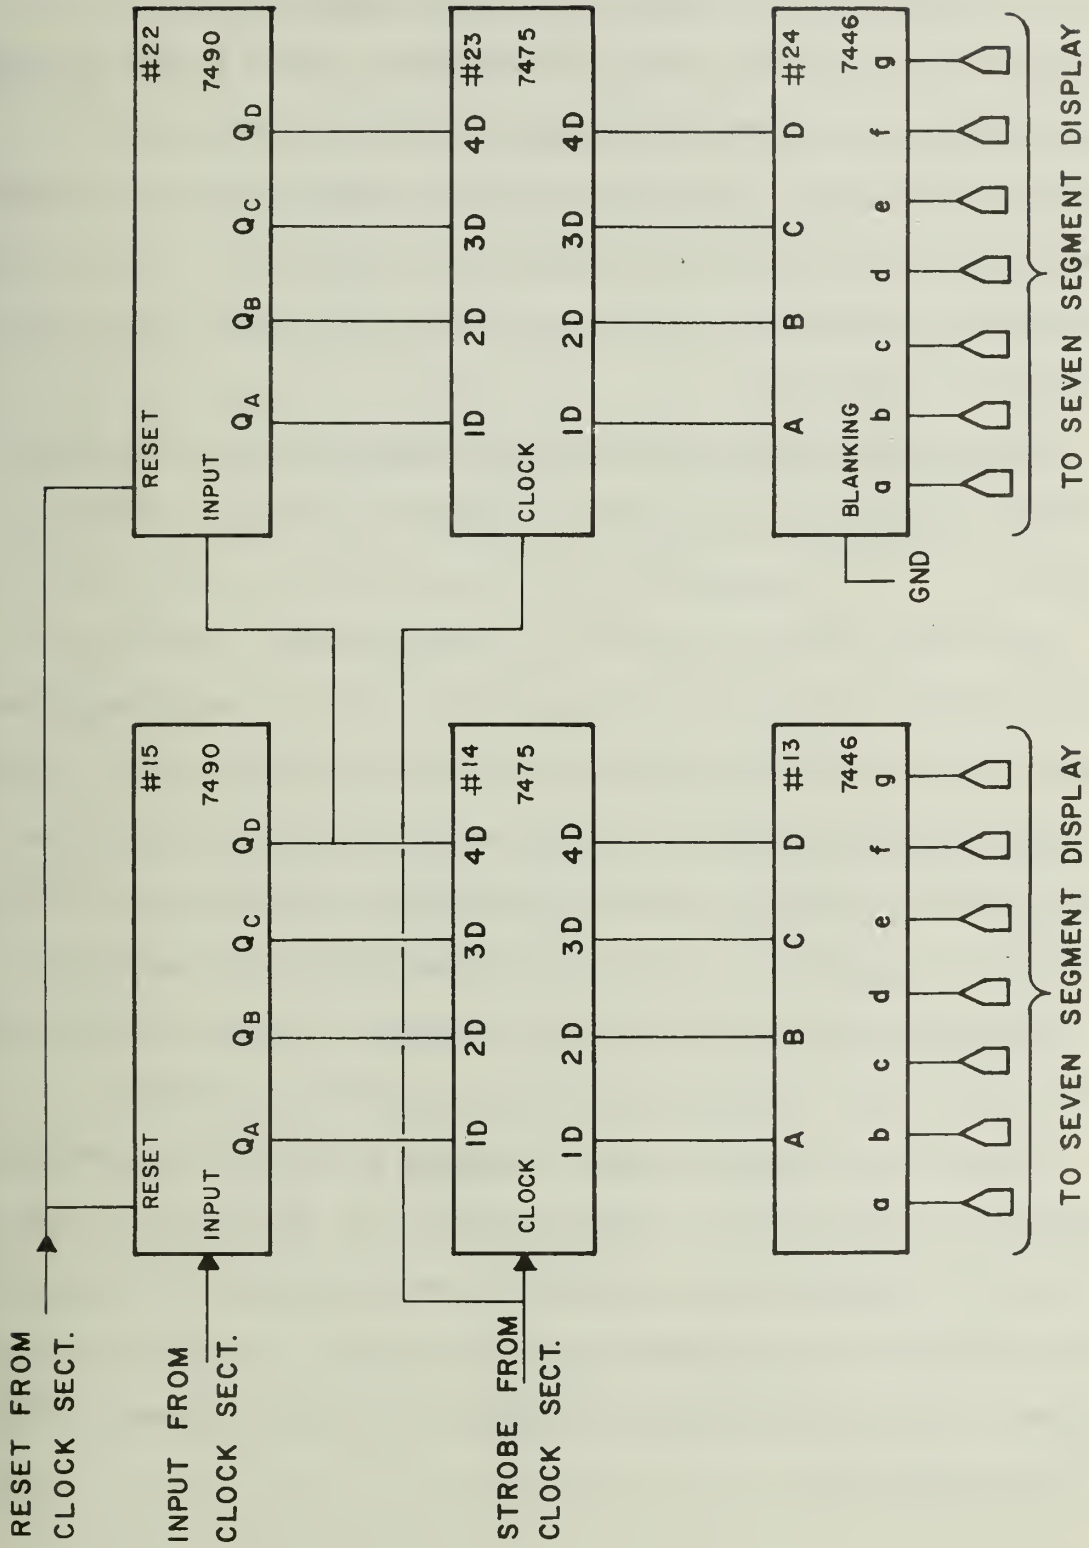 RESET FROM
CLOCK SECT.
INPUT FROM
CLOCK SECT.
STROBE FROM
CLOCK SECT.
RESET
#15
INPUT
7490
QA QB QC QD
1D 2D 3D 4D
#14
CLOCK
7475
1D 2D 3D 4D
A B C D
#13
7446
a b c d e f g
TO SEVEN SEGMENT DISPLAY
RESET
#22
INPUT
7490
QA QB QC QD
1D 2D 3D 4D
#23
CLOCK
7475
1D 2D 3D 4D
A B C D
#24
BLANKING
7446
a b c d e f g
GND
TO SEVEN SEGMENT DISPLAY